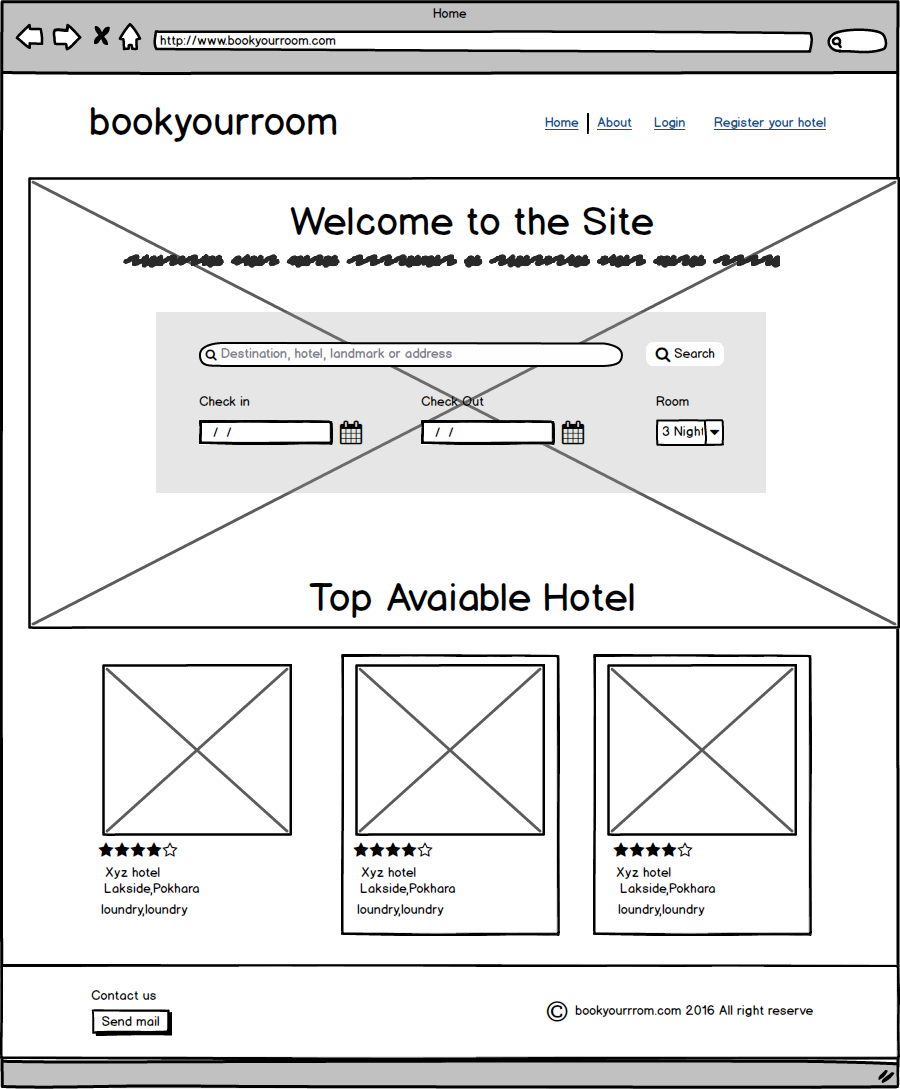 Home
http://www.bookyourroom.com
bookyourroom
Home About Login Register your hotel
Welcome to the Site
Destination, hotel, landmark or address Search
Check in Check Out Room
/ / / / 3 Night
Top Avaiable Hotel
Xyz hotel Xyz hotel Xyz hotel
Lakside,Pokhara Lakside,Pokhara Lakside,Pokhara
loundry,loundry loundry,loundry loundry,loundry
Contact us
Send mail
© bookyourrrom.com 2016 All right reserve